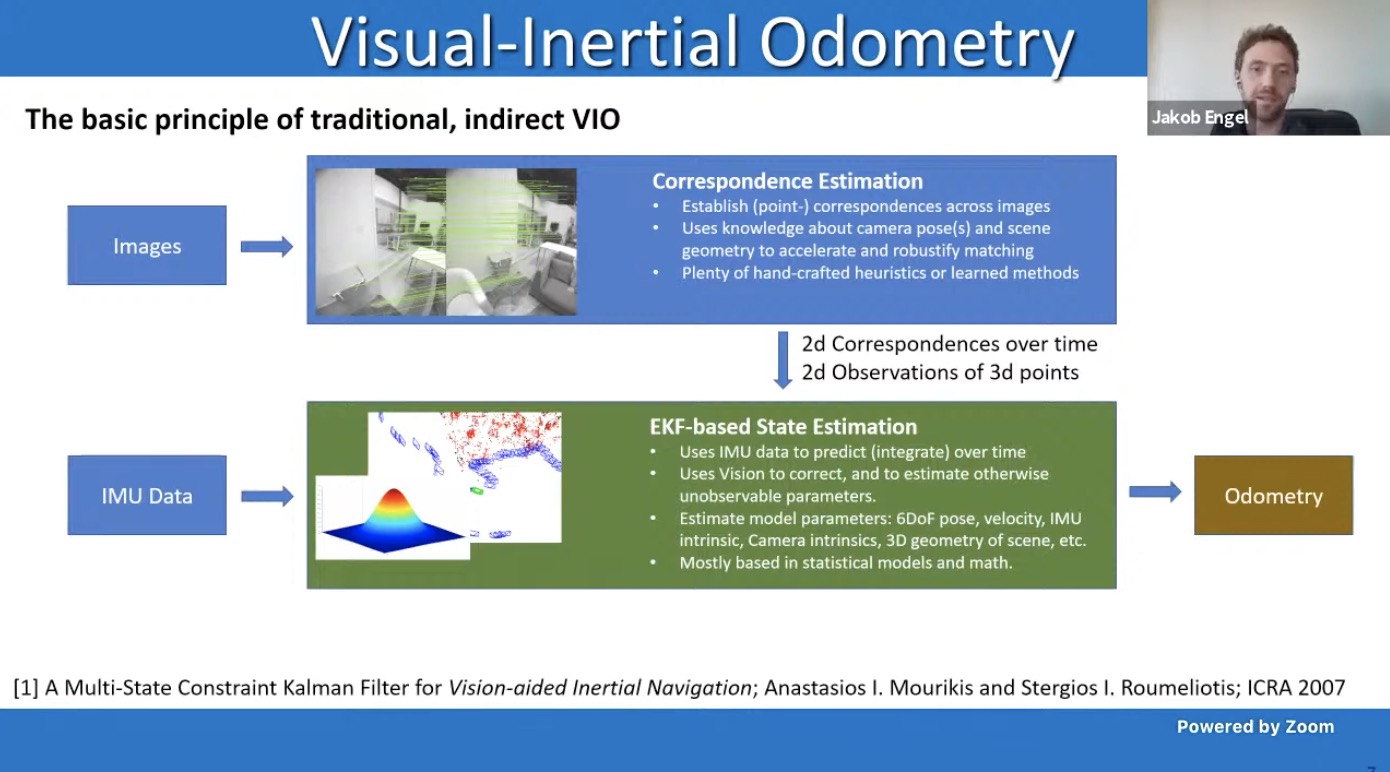 Visual-Inertial Odometry
Jakob Engel
The basic principle of traditional, indirect VIO
Images
Correspondence Estimation
• Establish (point-) correspondences across images
• Uses knowledge about camera pose(s) and scene
geometry to accelerate and robustify matching
• Plenty of hand-crafted heuristics or learned methods
2d Correspondences over time
2d Observations of 3d points
IMU Data
EKF-based State Estimation
• Uses IMU data to predict (integrate) over time
• Uses Vision to correct, and to estimate otherwise
unobservable parameters.
• Estimate model parameters: 6DoF pose, velocity, IMU
intrinsic, Camera intrinsics, 3D geometry of scene, etc.
• Mostly based in statistical models and math.
Odometry
[1] A Multi-State Constraint Kalman Filter for Vision-aided Inertial Navigation; Anastasios I. Mourikis and Stergios I. Roumeliotis; ICRA 2007
Powered by Zoom